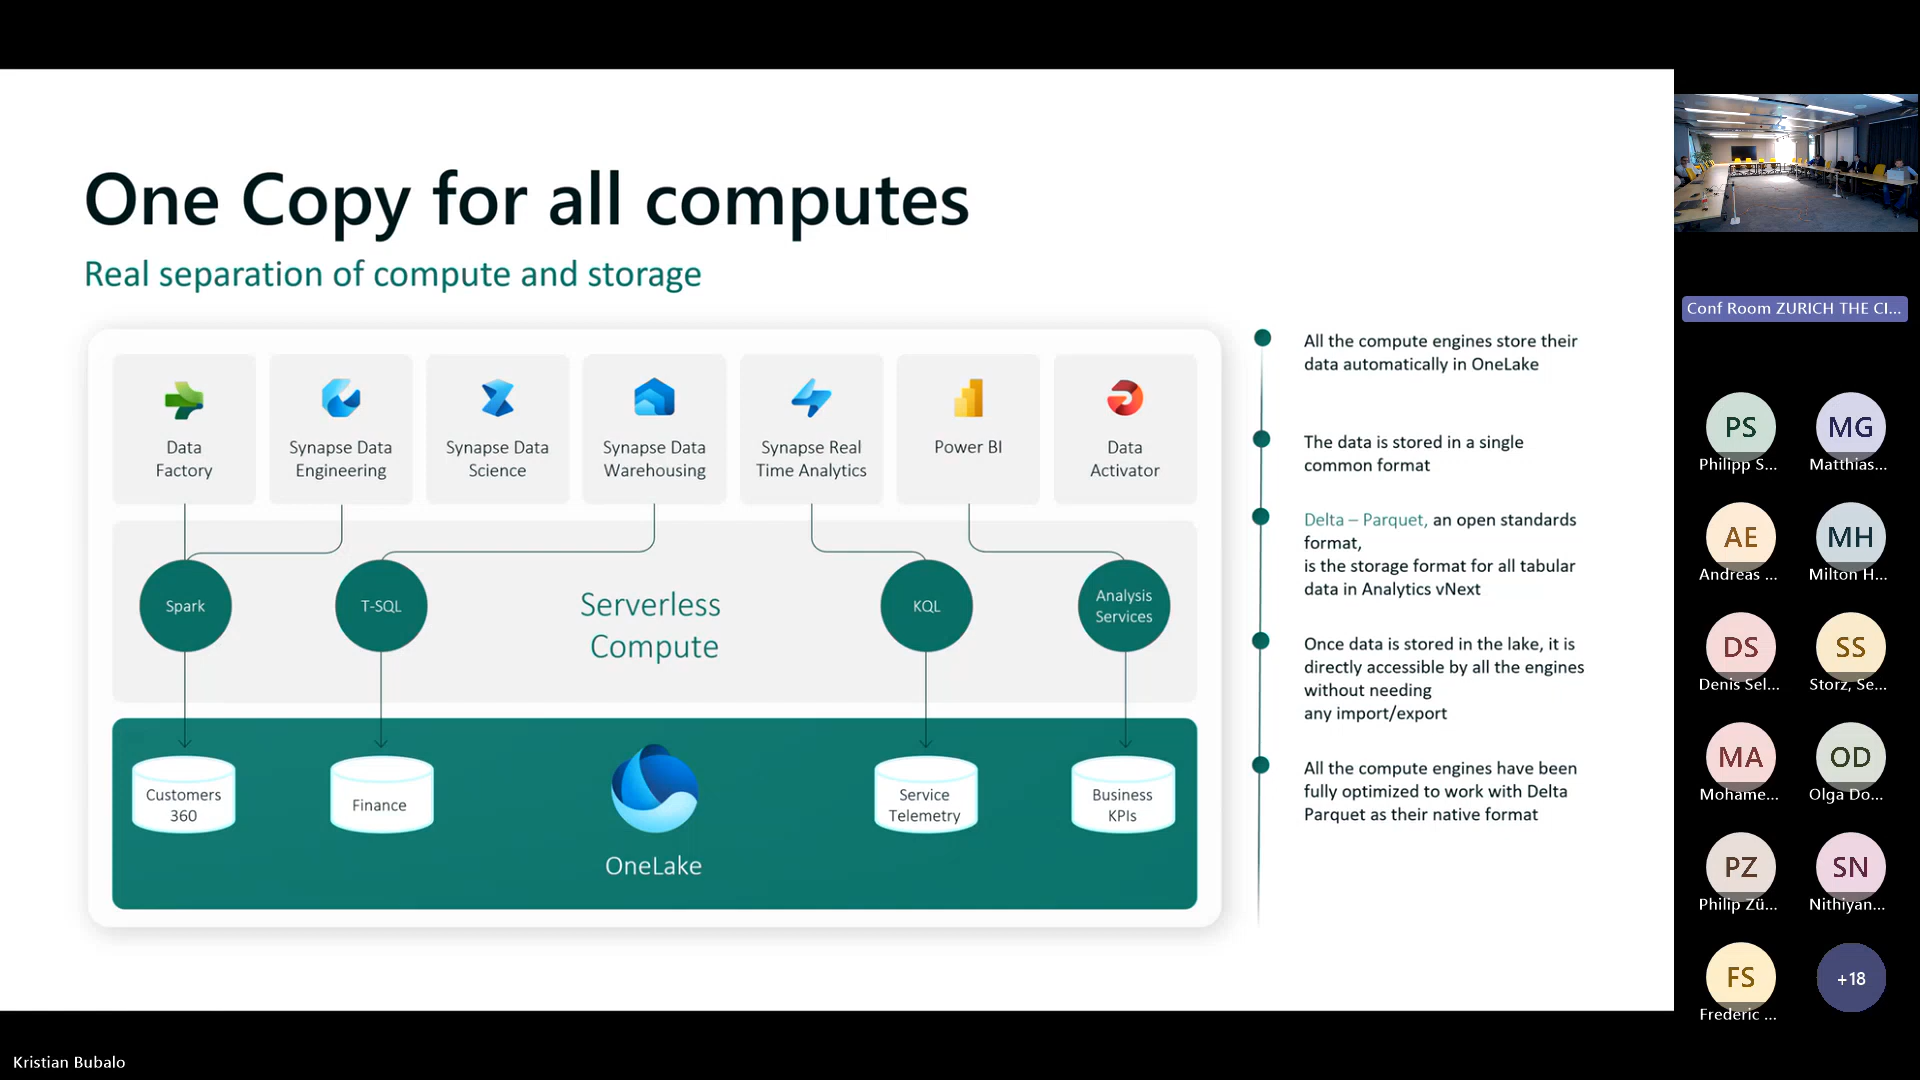 One Copy for all computes
Real separation of compute and storage
Data
Factory
Synapse Data
Engineering
Synapse Data
Science
Synapse Data
Warehousing
Synapse Real
Time Analytics
Power BI
Data
Activator
Spark
T-SQL
Serverless
Compute
KQL
Analysis
Services
Customers
360
Finance
OneLake
Service
Telemetry
Business
KPIs
All the compute engines store their
data automatically in OneLake
The data is stored in a single
common format
Delta – Parquet, an open standards
format,
is the storage format for all tabular
data in Analytics vNext
Once data is stored in the lake, it is
directly accessible by all the engines
without needing
any import/export
All the compute engines have been
fully optimized to work with Delta
Parquet as their native format
Conf Room ZURICH THE CI...
PS
Philipp S...
MG
Matthias...
AE
Andreas ...
MH
Milton H...
DS
Denis Sel...
SS
Storz, Se...
MA
Mohame...
OD
Olga Do...
PZ
Philip Zü...
SN
Nithiyan...
FS
Frederic ...
+18
Kristian Bubalo